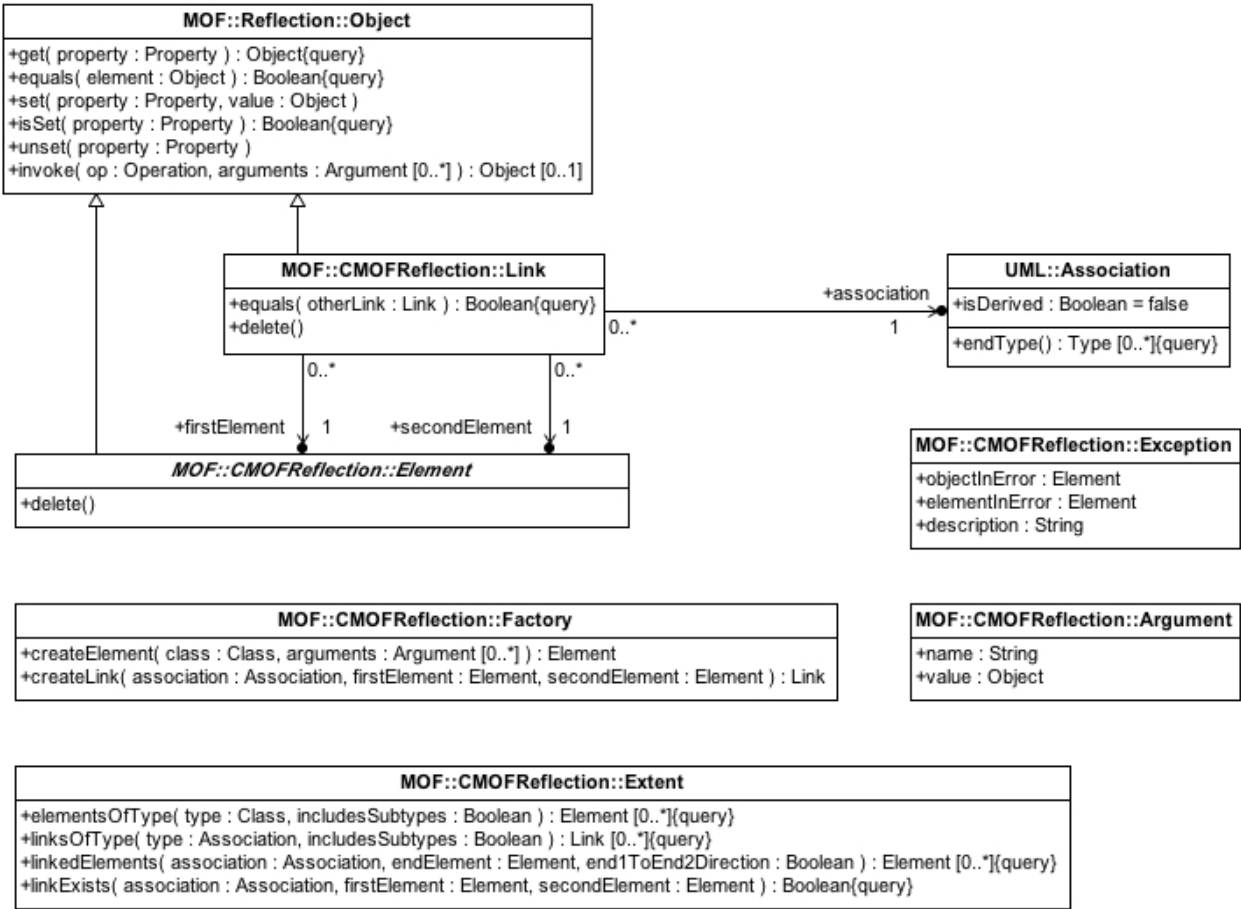 MOF::Reflection::Object
+get( property : Property ) : Object{query}
+equals( element : Object ) : Boolean{query}
+set( property : Property, value : Object )
+isSet( property : Property ) : Boolean{query}
+unset( property : Property )
+invoke( op : Operation, arguments : Argument [0..*] ) : Object [0..1]
MOF::CMOFReflection::Link
+equals( otherLink : Link ) : Boolean{query}
+delete()
+association
0..*
1
UML::Association
+isDerived : Boolean = false
+endType() : Type [0..*]{query}
0..*
0..*
+firstElement
1
+secondElement
1
MOF::CMOFReflection::Element
+delete()
MOF::CMOFReflection::Exception
+objectInError : Element
+elementInError : Element
+description : String
MOF::CMOFReflection::Factory
+createElement( class : Class, arguments : Argument [0..*] ) : Element
+createLink( association : Association, firstElement : Element, secondElement : Element ) : Link
MOF::CMOFReflection::Argument
+name : String
+value : Object
MOF::CMOFReflection::Extent
+elementsOfType( type : Class, includesSubtypes : Boolean ) : Element [0..*]{query}
+linksOfType( type : Association, includesSubtypes : Boolean ) : Link [0..*]{query}
+linkedElements( association : Association, endElement : Element, end1ToEnd2Direction : Boolean ) : Element [0..*]{query}
+linkExists( association : Association, firstElement : Element, secondElement : Element ) : Boolean{query}